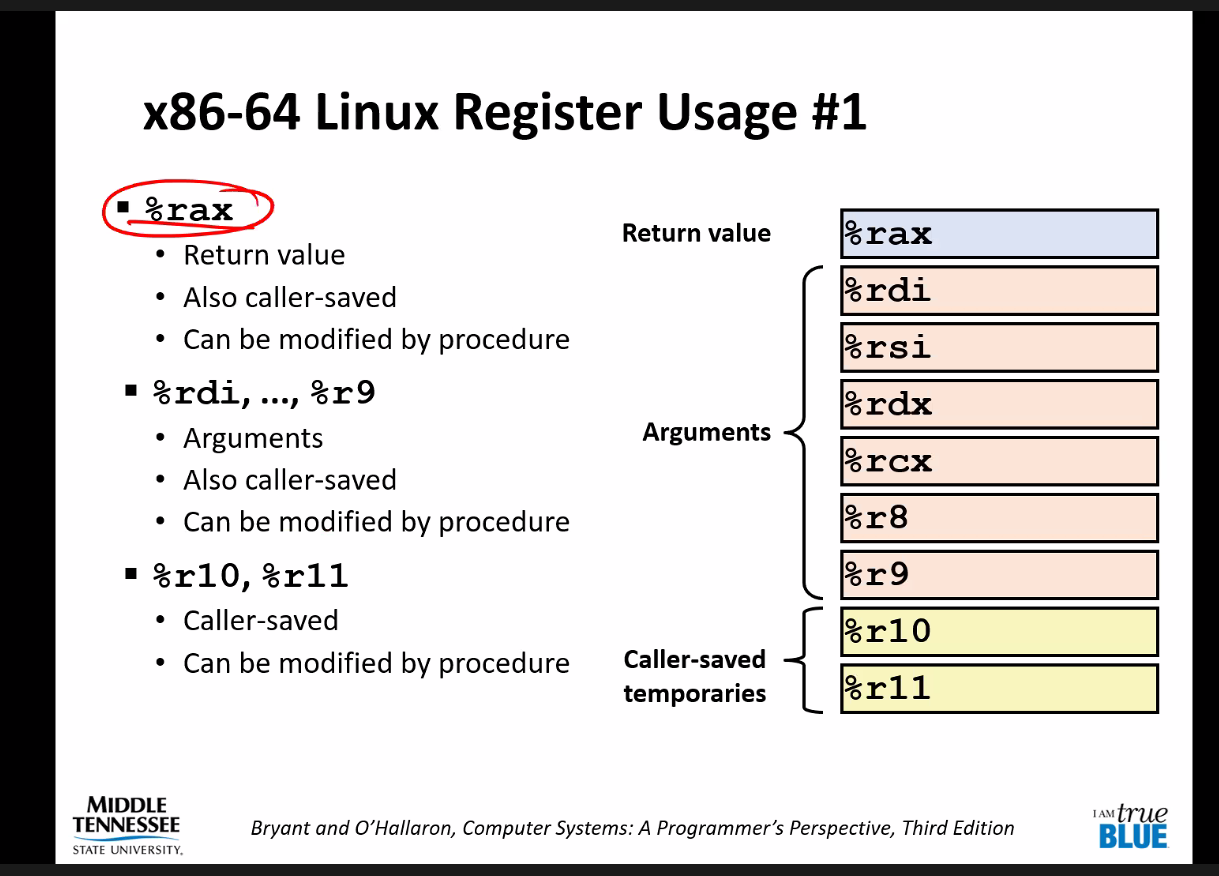 x86-64 Linux Register Usage #1
▪ %rax
• Return value
• Also caller-saved
• Can be modified by procedure
▪ %rdi, ..., %r9
• Arguments
• Also caller-saved
• Can be modified by procedure
▪ %r10, %r11
• Caller-saved
• Can be modified by procedure
Return value
%rax
Arguments
%rdi
%rsi
%rdx
%rcx
%r8
%r9
Caller-saved
temporaries
%r10
%r11
MIDDLE
TENNESSEE
STATE UNIVERSITY.
Bryant and O’Hallaron, Computer Systems: A Programmer’s Perspective, Third Edition
I AM true
BLUE